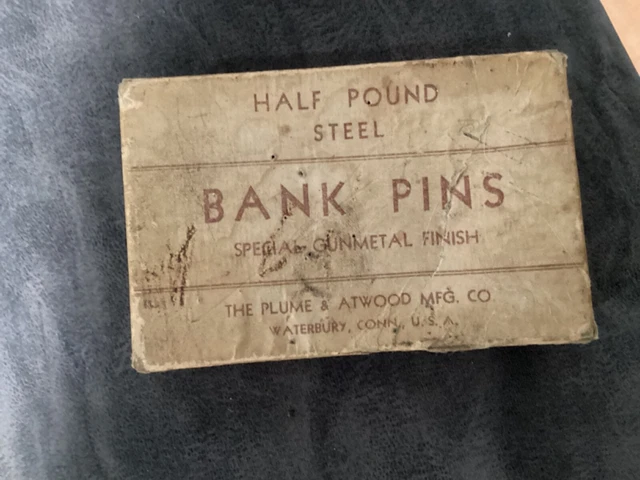 HALF POUND
STEEL
BANK PINS
SPECIAL GUNMETAL FINISH
THE PLUME & ATWOOD MFG. CO
WATERBURY, CONN., U. S. A.